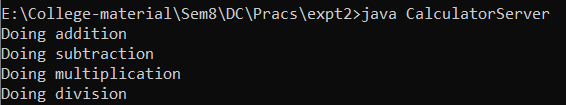 E:\College-material\Sem8\DC\Pracs\expt2>java CalculatorServer
Doing addition
Doing subtraction
Doing multiplication
Doing division